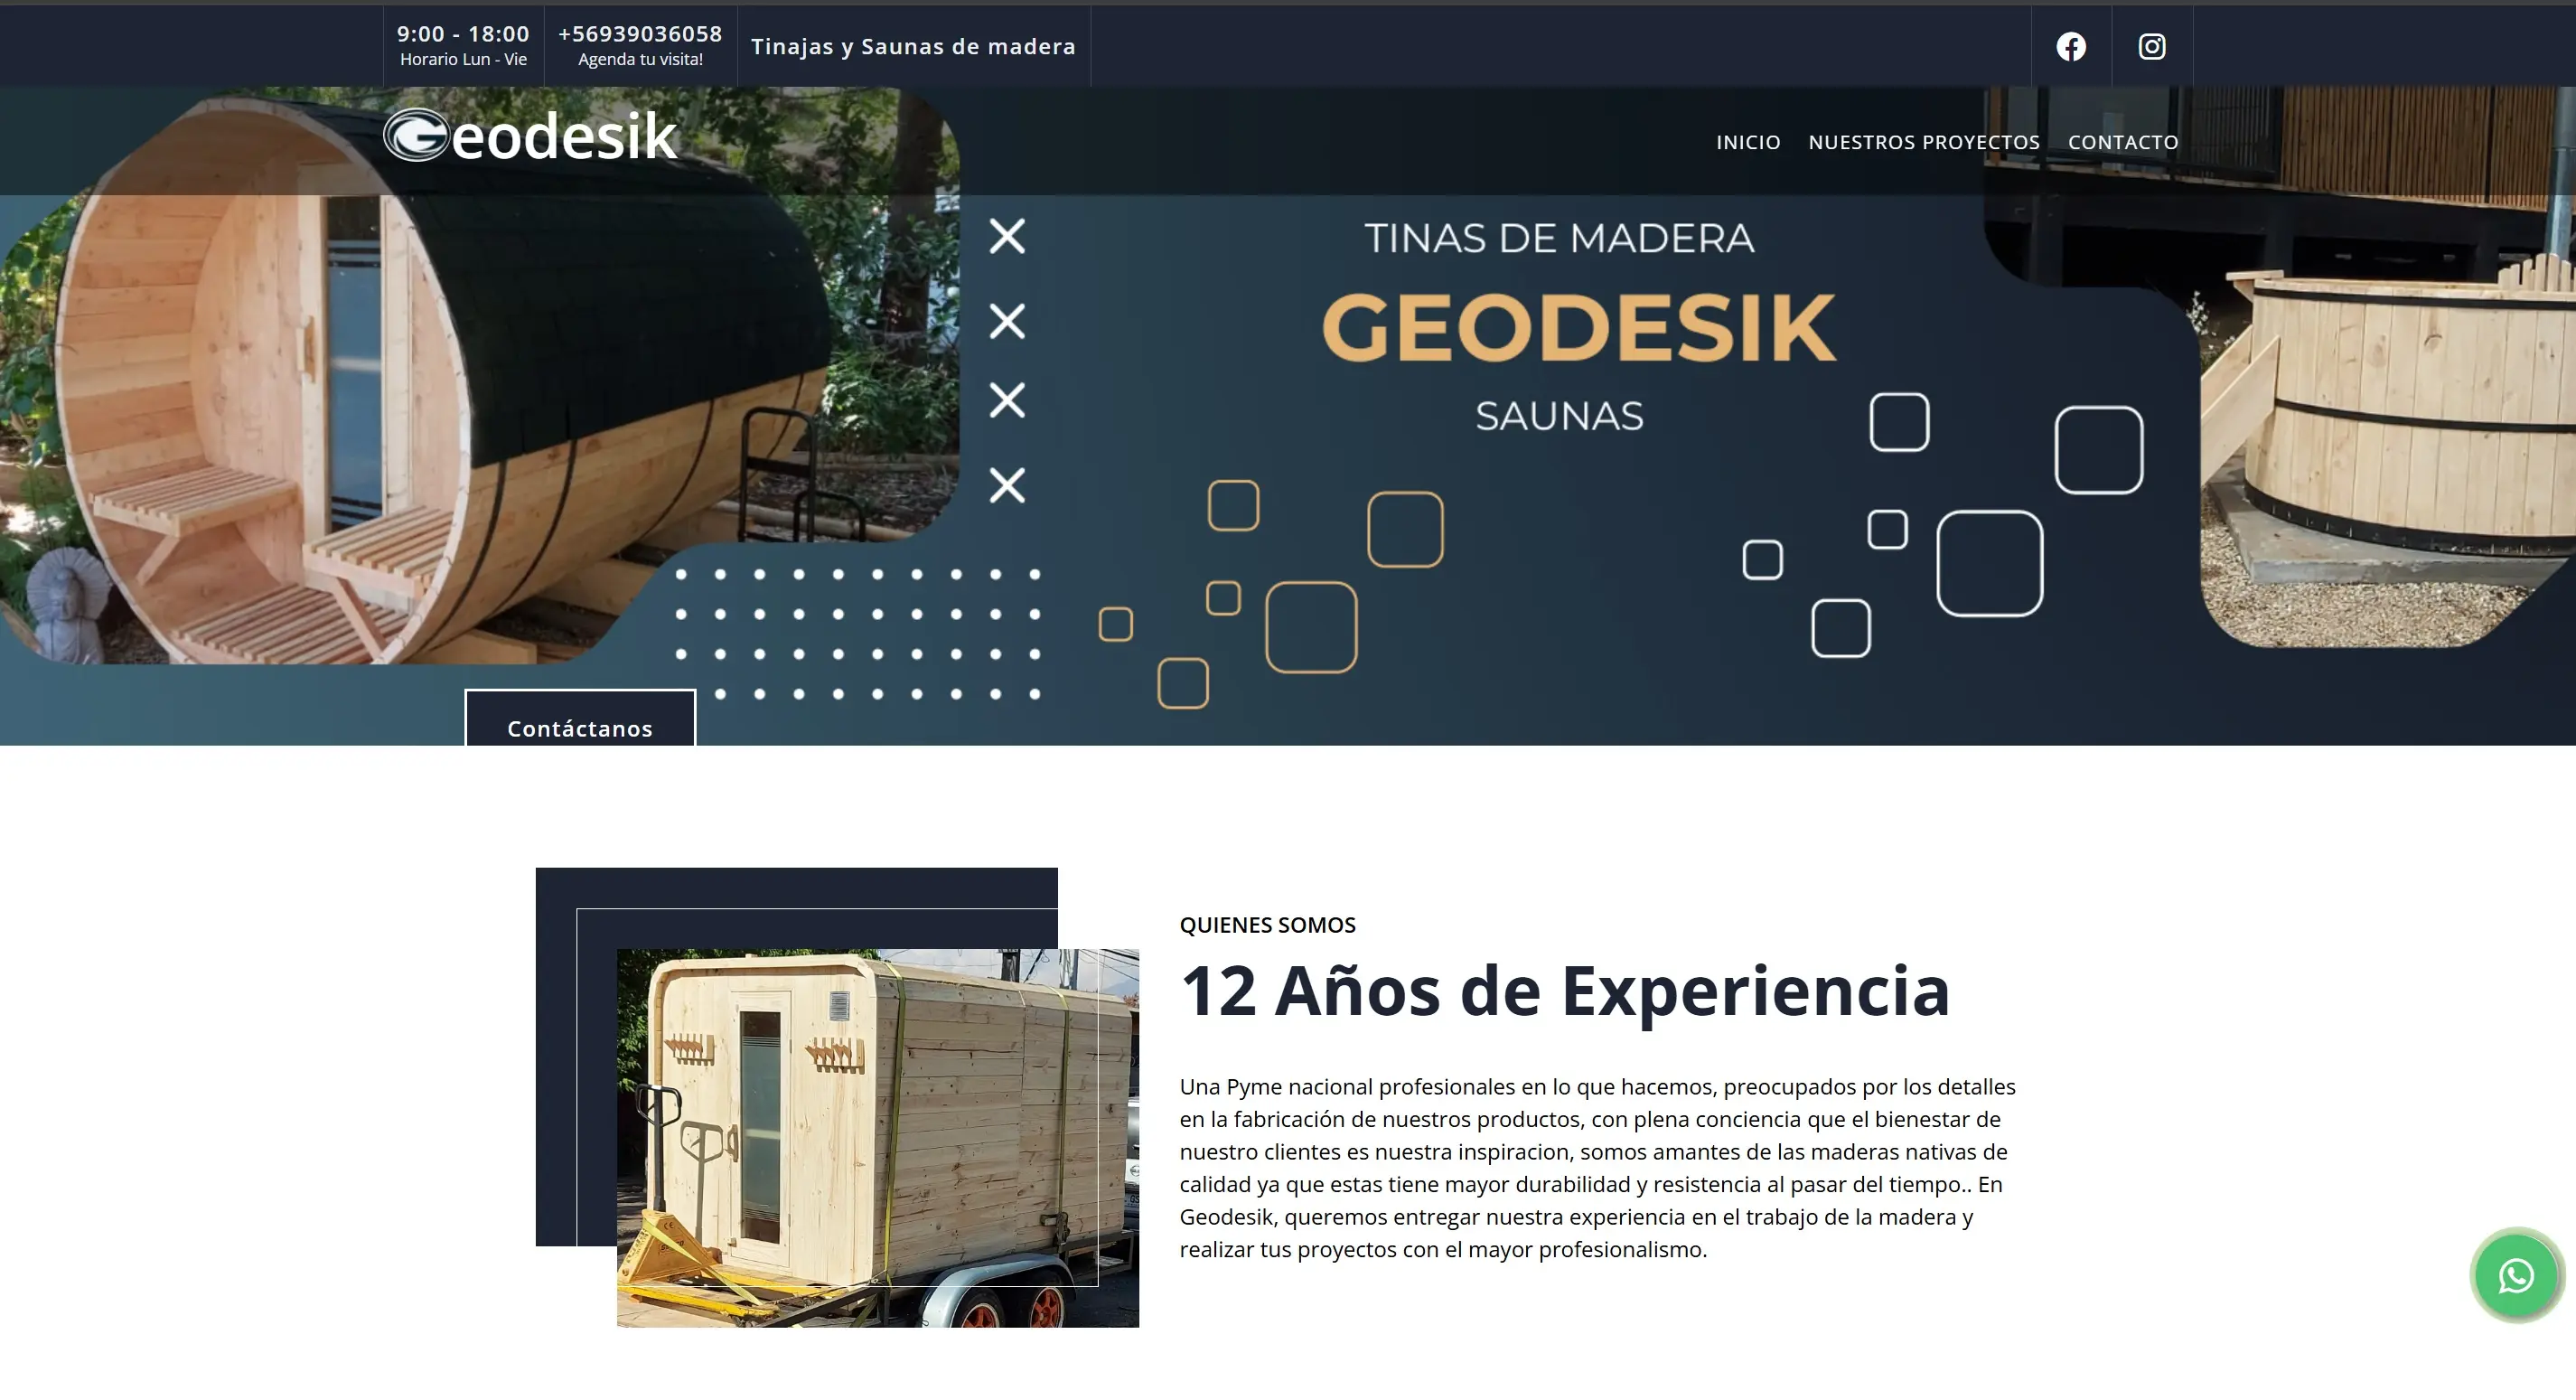 9:00 - 18:00
Horario Lun - Vie
+56939036058
Agenda tu visita!
Tinajas y Saunas de madera
Geodesik
INICIO NUESTROS PROYECTOS CONTACTO
TINAS DE MADERA
GEODESIK
SAUNAS
Contáctanos
QUIENES SOMOS
12 Años de Experiencia
Una Pyme nacional profesionales en lo que hacemos, preocupados por los detalles
en la fabricación de nuestros productos, con plena conciencia que el bienestar de
nuestro clientes es nuestra inspiracion, somos amantes de las maderas nativas de
calidad ya que estas tiene mayor durabilidad y resistencia al pasar del tiempo.. En
Geodesik, queremos entregar nuestra experiencia en el trabajo de la madera y
realizar tus proyectos con el mayor profesionalismo.